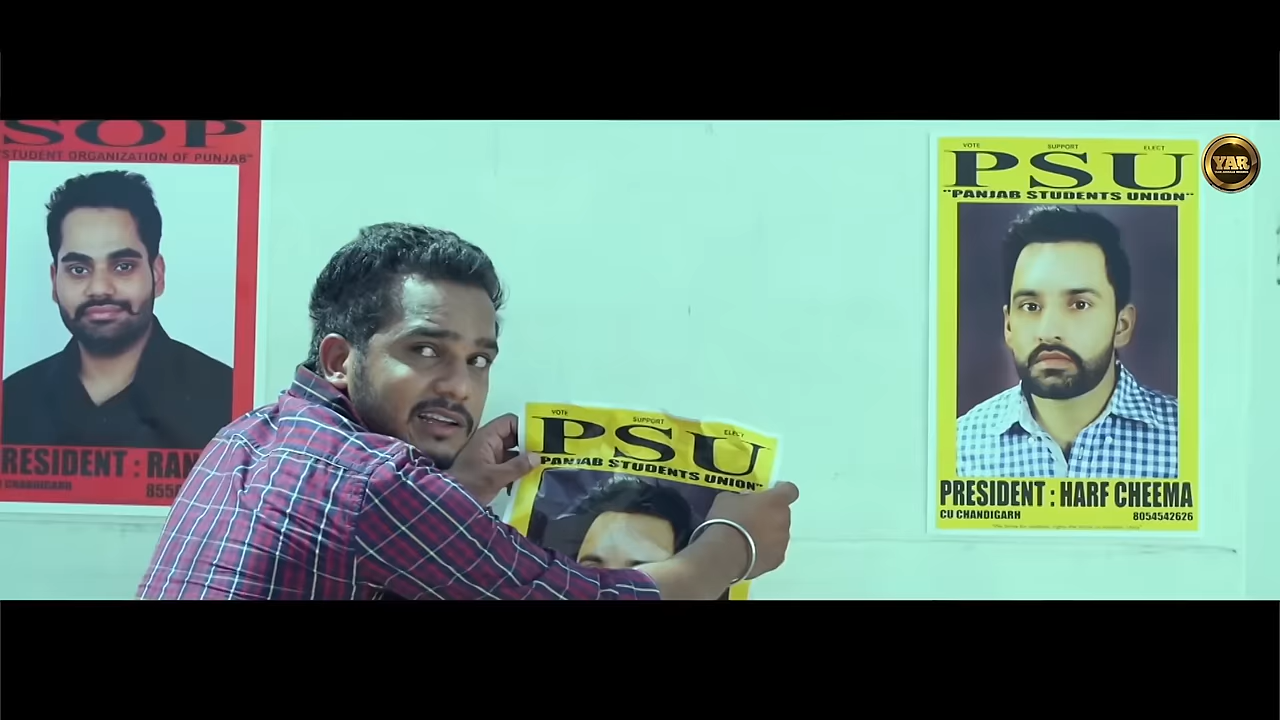 SOP
"STUDENT ORGANIZATION OF PUNJAB"
RESIDENT : RAN
CHANDIGARH
855
VOTE SUPPORT ELECT
PSU
"PANJAB STUDENTS UNION"
VOTE SUPPORT ELECT
PSU
"PANJAB STUDENTS UNION"
PRESIDENT : HARF CHEEMA
CU CHANDIGARH 8054542626
YAR